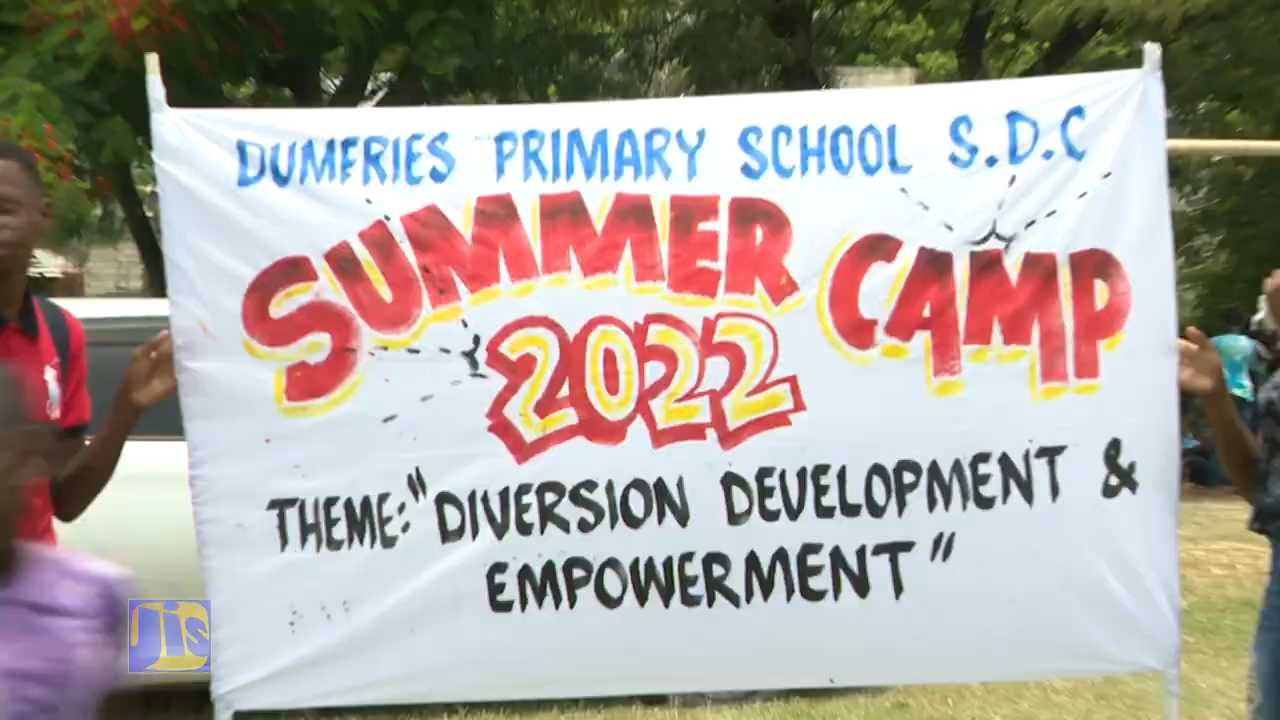 DUMFRIES PRIMARY SCHOOL S.D.C
SUMMER CAMP
2022
THEME: "DIVERSION DEVELOPMENT &
EMPOWERMENT"
Jis